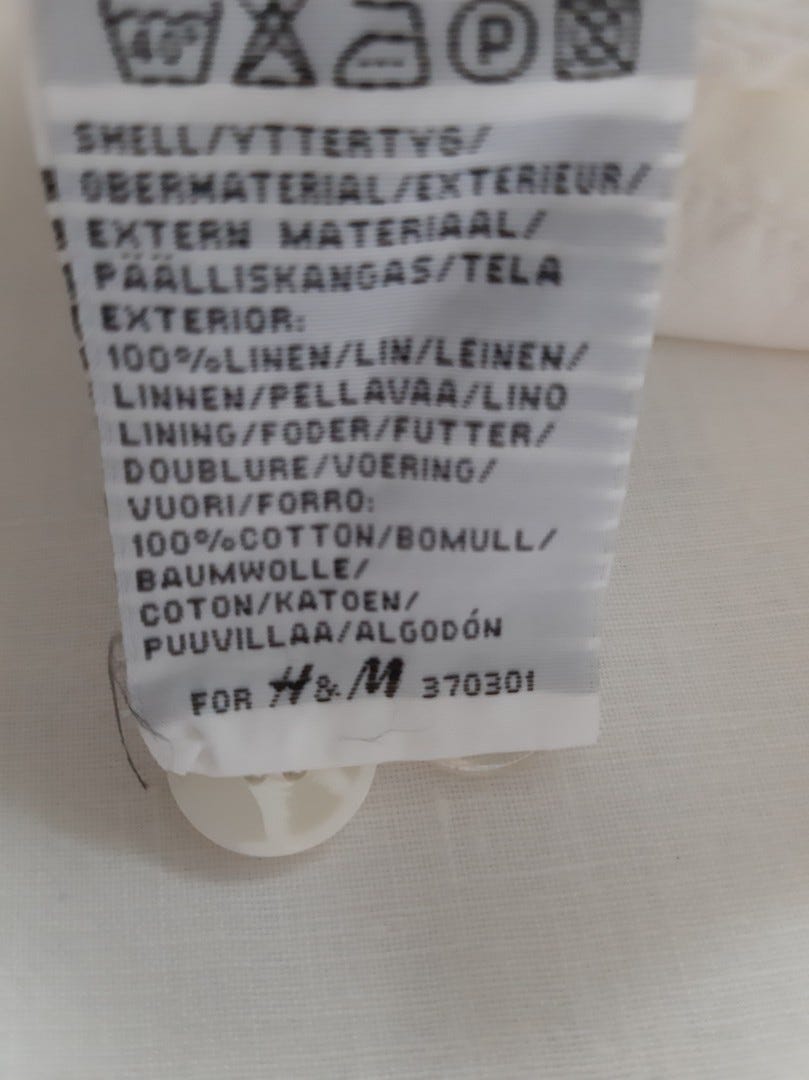 40°
P
SHELL/YTTERTYG/
OBERMATERIAL/EXTERIEUR/
EXTERN MATERIAAL/
PÄÄLLISKANGAS/TELA
EXTERIOR:
100%LINEN/LIN/LEINEN/
LINNEN/PELLAVAA/LINO
LINING/FODER/FUTTER/
DOUBLURE/VOERING/
VUORI/FORRO:
100%COTTON/BOMULL/
BAUMWOLLE/
COTON/KATOEN/
PUUVILLAA/ALGODÓN
FOR H&M 370301